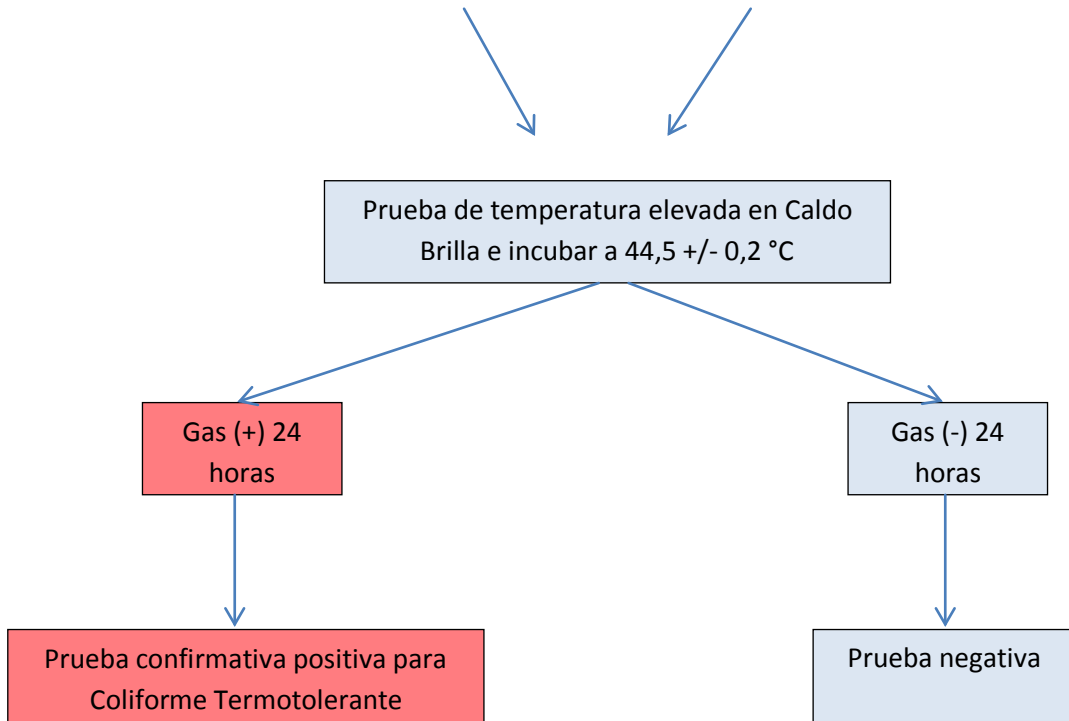 Prueba de temperatura elevada en Caldo
Brilla e incubar a 44,5 +/- 0,2 °C
Gas (+) 24
horas
Gas (-) 24
horas
Prueba confirmativa positiva para
Coliforme Termotolerante
Prueba negativa